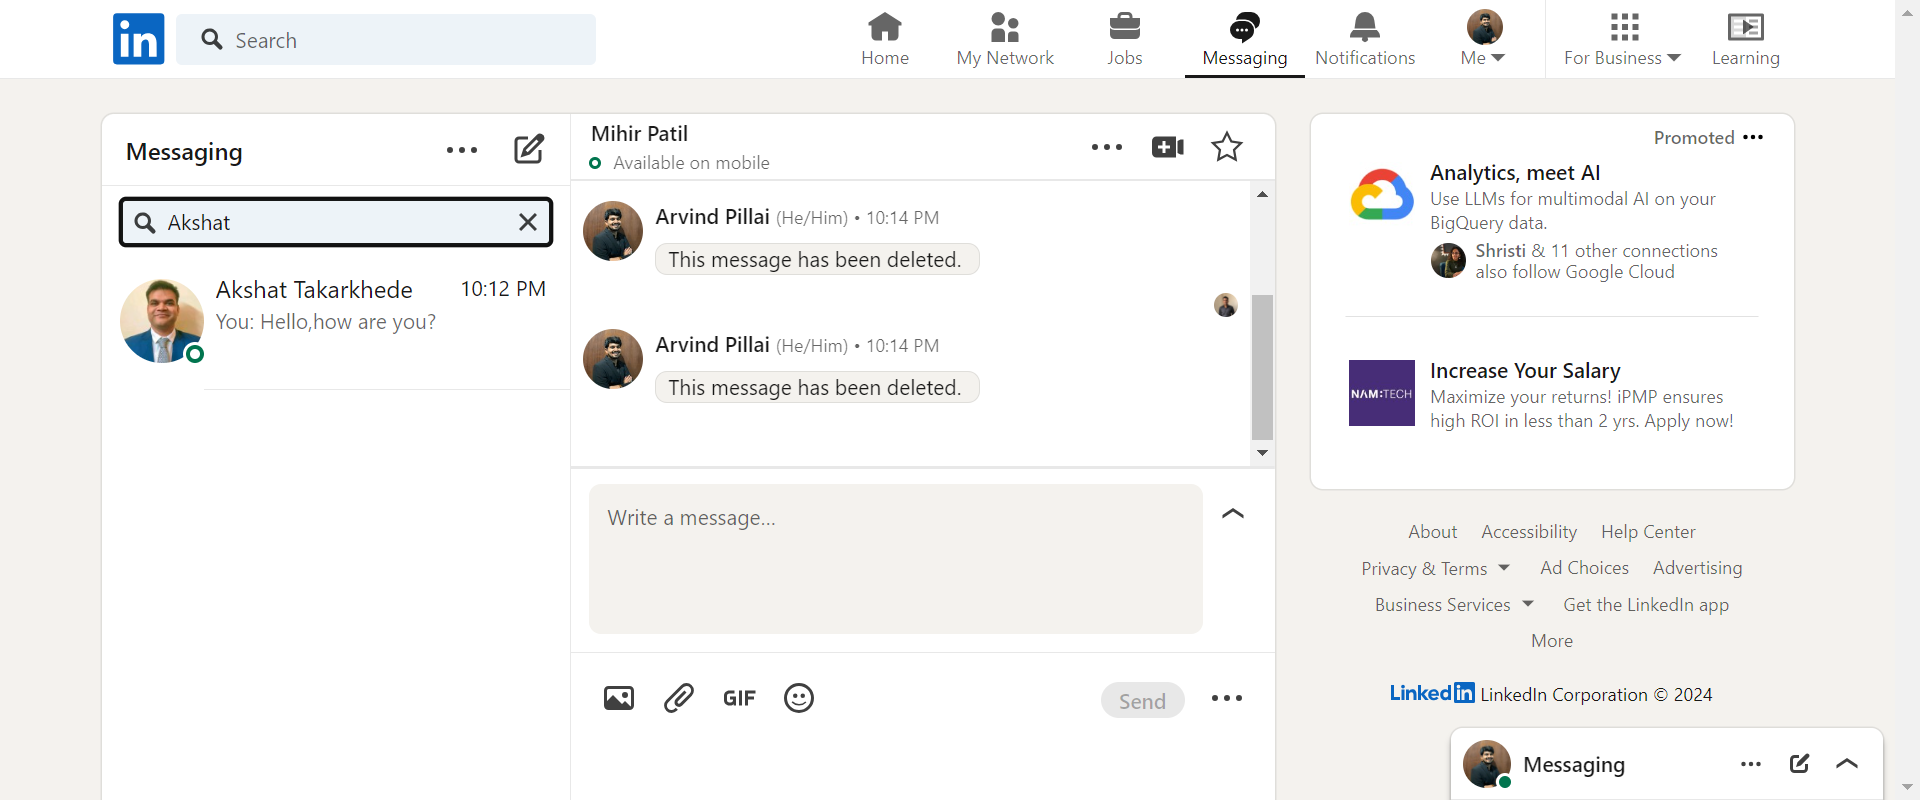 in
Search
Home
My Network
Jobs
Messaging
Notifications
Me
For Business
Learning
Messaging
Akshat
Akshat Takarkhede
10:12 PM
You: Hello,how are you?
Mihir Patil
Available on mobile
Arvind Pillai (He/Him) • 10:14 PM
This message has been deleted.
Arvind Pillai (He/Him) • 10:14 PM
This message has been deleted.
Write a message...
GIF
Send
Promoted
Analytics, meet AI
Use LLMs for multimodal AI on your
BigQuery data.
Shristi & 11 other connections
also follow Google Cloud
NAM:TECH
Increase Your Salary
Maximize your returns! iPMP ensures
high ROI in less than 2 yrs. Apply now!
About Accessibility Help Center
Privacy & Terms Ad Choices Advertising
Business Services Get the LinkedIn app
More
LinkedIn LinkedIn Corporation © 2024
Messaging